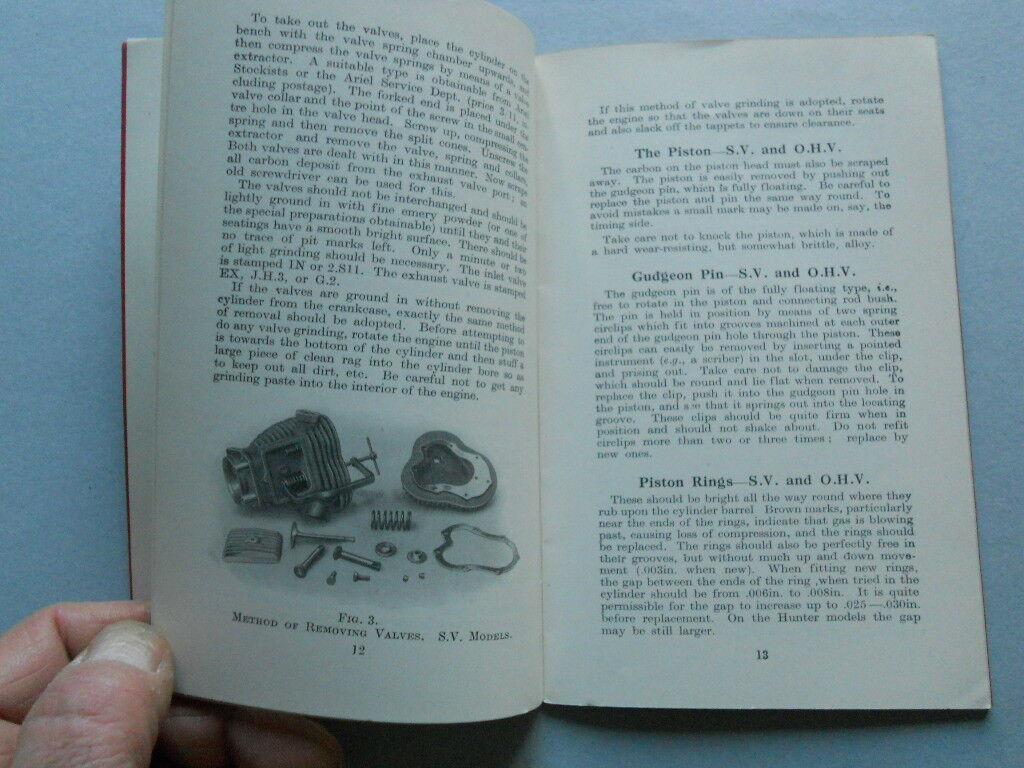 To take out the valves, place the cylinder on the
bench with the valve spring chamber upwards, and
then compress the valve springs by means of a valve
extractor. A suitable type is obtainable from Ariel
Stockists or the Ariel Service Dept. (price 3/11, in-
cluding postage). The forked end is placed under the
valve collar and the point of the screw in the small cen-
tre hole in the valve head. Screw up, compressing the
spring and then remove the split cones. Unscrew the
extractor and remove the valve, spring and collars.
Both valves are dealt with in this manner. Now scrape
all carbon deposit from the exhaust valve port; an
old screwdriver can be used for this.
The valves should not be interchanged and should be
lightly ground in with fine emery powder (or one of
the special preparations obtainable) until they and their
seatings have a smooth bright surface. There should be
no trace of pit marks left. Only a minute or two
of light grinding should be necessary. The inlet valve
is stamped IN or 2.S11. The exhaust valve is stamped
EX, J.H.3, or G.2.
If the valves are ground in without removing the
cylinder from the crankcase, exactly the same method
of removal should be adopted. Before attempting to
do any valve grinding, rotate the engine until the piston
is towards the bottom of the cylinder and then stuff a
large piece of clean rag into the cylinder bore so as
to keep out all dirt, etc. Be careful not to get any
grinding paste into the interior of the engine.
FIG. 3.
METHOD OF REMOVING VALVES. S.V. MODELS.
12
If this method of valve grinding is adopted, rotate
the engine so that the valves are down on their seats
and also slack off the tappets to ensure clearance.
The Piston—S.V. and O.H.V.
The carbon on the piston head must also be scraped
away. The piston is easily removed by pushing out
the gudgeon pin, which is fully floating. Be careful to
replace the piston and pin the same way round. To
avoid mistakes a small mark may be made on, say, the
timing side.
Take care not to knock the piston, which is made of
a hard wear-resisting, but somewhat brittle, alloy.
Gudgeon Pin—S.V. and O.H.V.
The gudgeon pin is of the fully floating type, i.e.,
free to rotate in the piston and connecting rod bush.
The pin is held in position by means of two spring
circlips which fit into grooves machined at each outer
end of the gudgeon pin hole through the piston. These
circlips can easily be removed by inserting a pointed
instrument (e.g., a scriber) in the slot, under the clip,
and prising out. Take care not to damage the clip,
which should be round and lie flat when removed. To
replace the clip, push it into the gudgeon pin hole in
the piston, and see that it springs out into the locating
groove. These clips should be quite firm when in
position and should not shake about. Do not refit
circlips more than two or three times; replace by
new ones.
Piston Rings—S.V. and O.H.V.
These should be bright all the way round where they
rub upon the cylinder barrel Brown marks, particularly
near the ends of the rings, indicate that gas is blowing
past, causing loss of compression, and the rings should
be replaced. The rings should also be perfectly free in
their grooves, but without much up and down move-
ment (.003in. when new). When fitting new rings,
the gap between the ends of the ring ,when tried in the
cylinder should be from .006in. to .008in. It is quite
permissible for the gap to increase up to .025—.030in.
before replacement. On the Hunter models the gap
may be still larger.
13